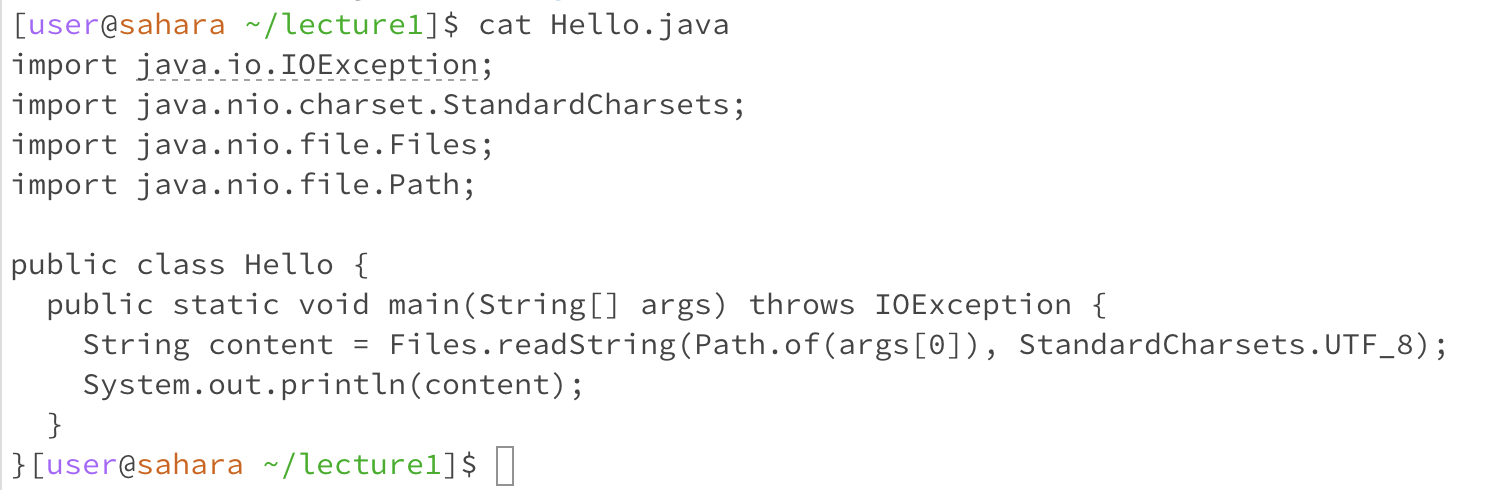 [user@sahara ~/lecture1]$ cat Hello.java
import java.io.IOException;
import java.nio.charset.StandardCharsets;
import java.nio.file.Files;
import java.nio.file.Path;

public class Hello {
  public static void main(String[] args) throws IOException {
    String content = Files.readString(Path.of(args[0]), StandardCharsets.UTF_8);
    System.out.println(content);
  }
}[user@sahara ~/lecture1]$